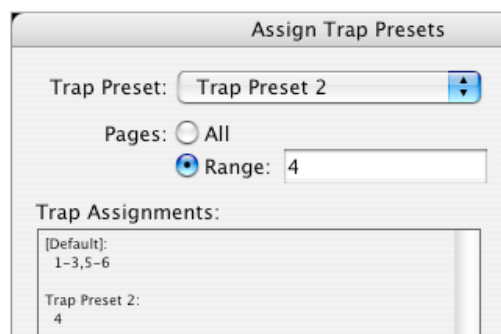 Assign Trap Presets
Trap Preset: Trap Preset 2
Pages: All
Range: 4
Trap Assignments:
[Default]:
1–3,5–6
Trap Preset 2:
4